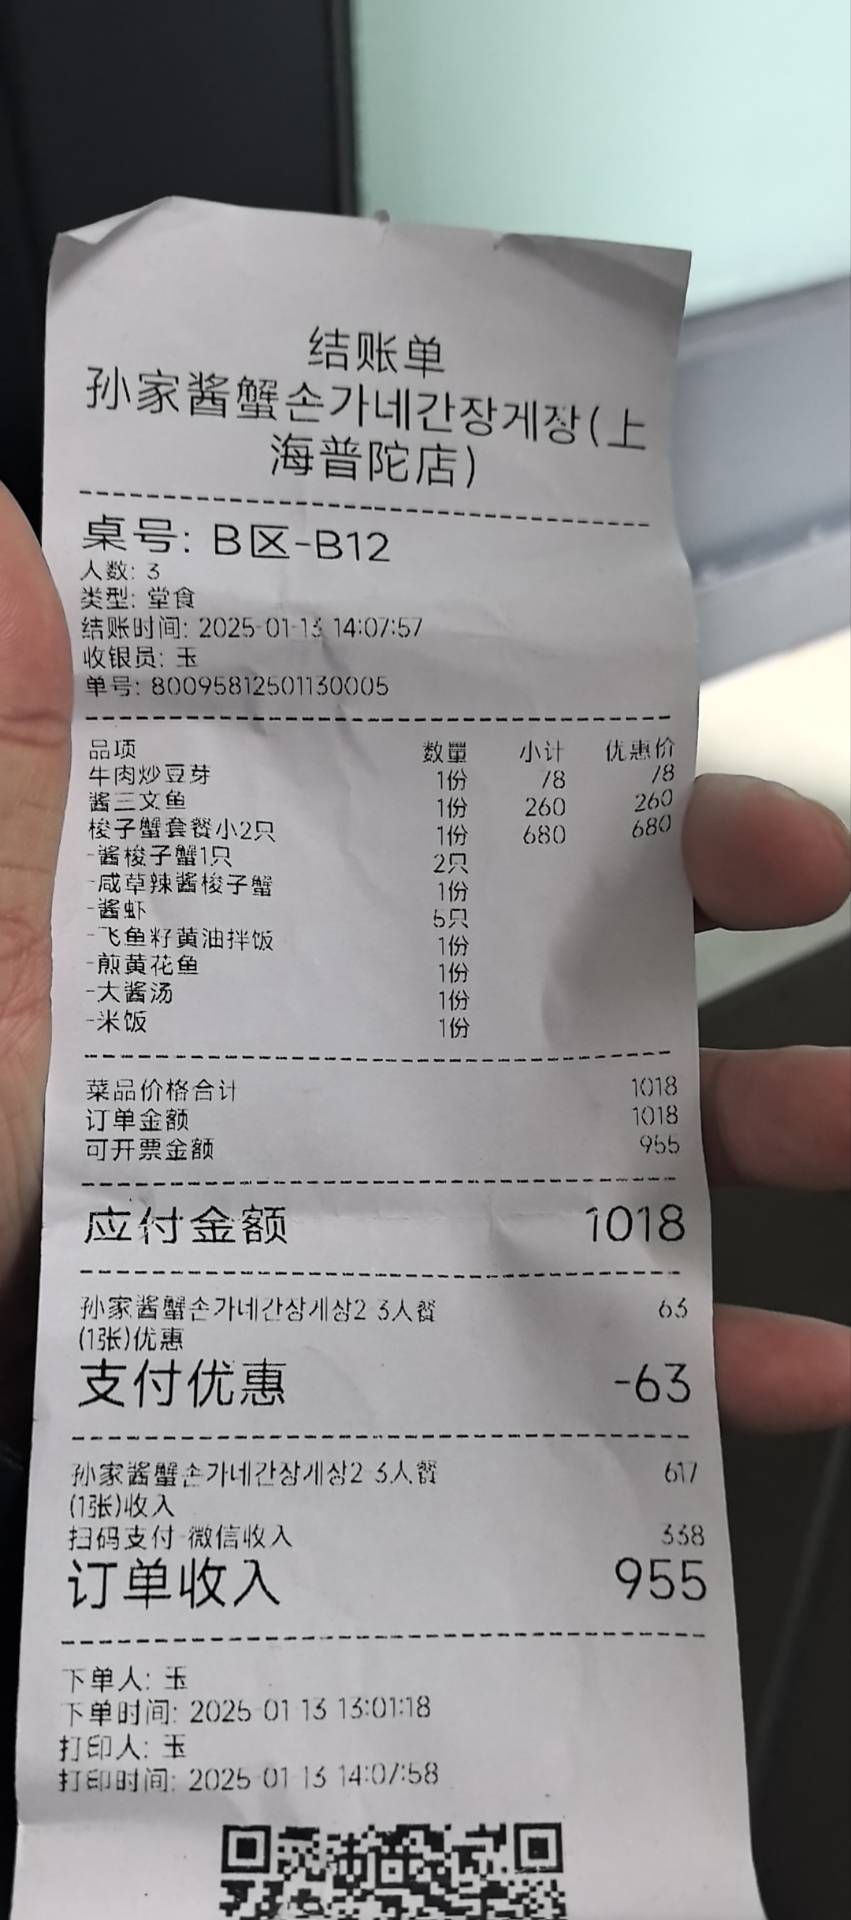 结账单
孙家酱蟹손가네간장게장(上
海普陀店)
桌号: B区-B12
人数: 3
类型: 堂食
结账时间: 2025-01-13 14:07:57
收银员: 玉
单号: 80095812501130005
品项 数量 小计 优惠价
牛肉炒豆芽 1份 78 78
酱三文鱼 1份 260 260
梭子蟹套餐小2只 1份 680 680
-酱梭子蟹1只 2只
-咸草辣酱梭子蟹 1份
-酱虾 5只
-飞鱼籽黄油拌饭 1份
-煎黄花鱼 1份
-大酱汤 1份
-米饭 1份
菜品价格合计 1018
订单金额 1018
可开票金额 955
应付金额 1018
孙家酱蟹손가네간장게장2-3人餐 63
(1张)优惠
支付优惠 -63
孙家酱蟹손가네간장게장2-3人餐 617
(1张)收入
扫码支付-微信收入 338
订单收入 955
下单人: 玉
下单时间: 2025-01-13 13:01:18
打印人: 玉
打印时间: 2025-01-13 14:07:58